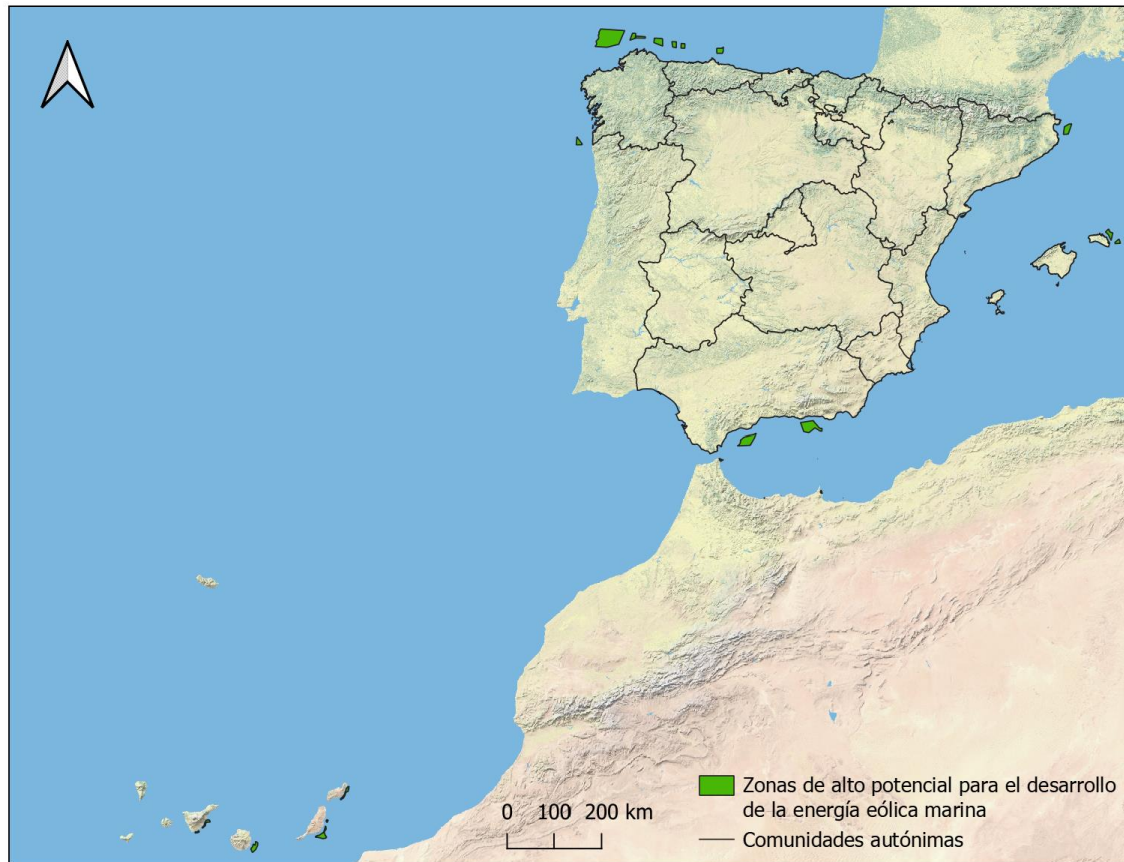 Zonas de alto potencial para el desarrollo
de la energía eólica marina
0 100 200 km
Comunidades autónimas